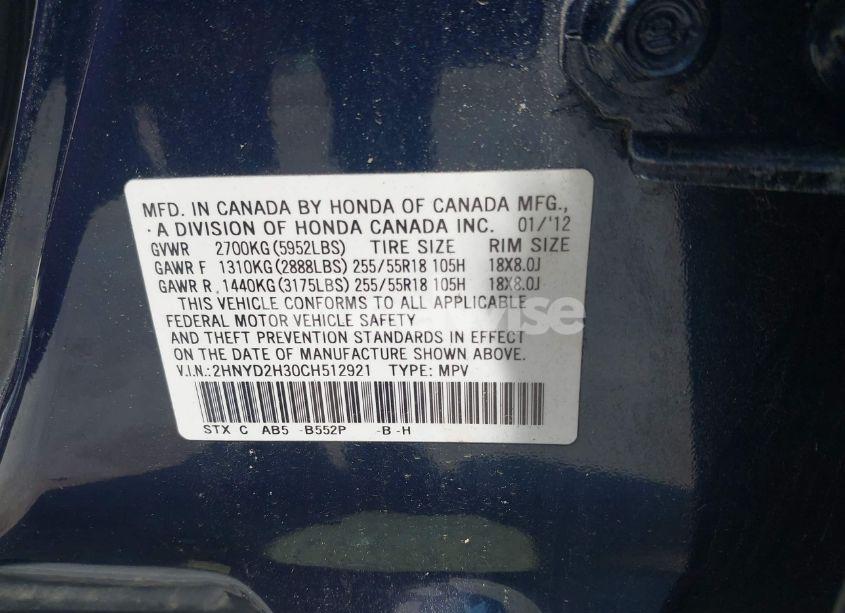 MFD. IN CANADA BY HONDA OF CANADA MFG.,
A DIVISION OF HONDA CANADA INC. 01/'12
GVWR 2700KG(5952LBS) TIRE SIZE RIM SIZE
GAWR F 1310KG(2888LBS) 255/55R18 105H 18X8.0J
GAWR R 1440KG(3175LBS) 255/55R18 105H 18X8.0J
THIS VEHICLE CONFORMS TO ALL APPLICABLE
FEDERAL MOTOR VEHICLE SAFETY
AND THEFT PREVENTION STANDARDS IN EFFECT
ON THE DATE OF MANUFACTURE SHOWN ABOVE.
V.I.N.:2HNYD2H30CH512921 TYPE: MPV
STX C AB5 -B552P -B -H